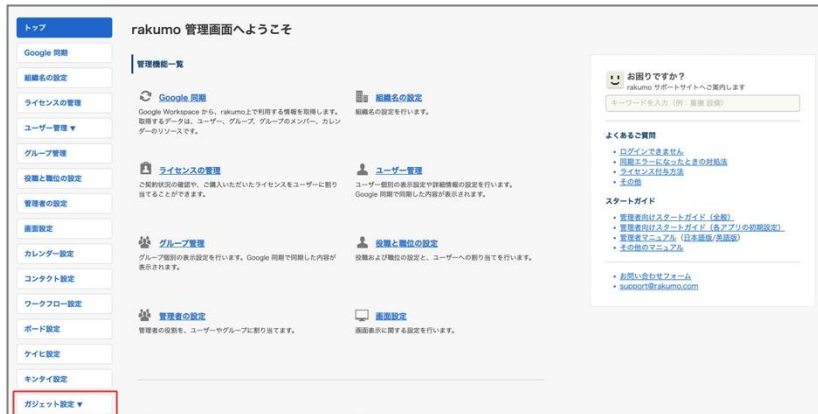 トップ
Google 同期
組織名の設定
ライセンスの管理
ユーザー管理 ▼
グループ管理
役職と職位の設定
管理者の設定
画面設定
カレンダー設定
コンタクト設定
ワークフロー設定
ボード設定
ケイヒ設定
キンタイ設定
ガジェット設定 ▼
rakumo 管理画面へようこそ
管理機能一覧
Google 同期
Google Workspace から、rakumo上で利用する情報を取得します。
取得するデータは、ユーザー、グループ、グループのメンバー、カレン
ダーのリソースです。
組織名の設定
組織名の設定を行います。
ライセンスの管理
ご契約状況の確認や、ご購入いただいたライセンスをユーザーに割り
当てることができます。
ユーザー管理
ユーザー個別の表示設定や詳細情報の設定を行います。
Google 同期で同期した内容が表示されます。
グループ管理
グループ個別の表示設定を行います。Google 同期で同期した内容が
表示されます。
役職と職位の設定
役職および職位の設定と、ユーザーへの割り当てを行います。
管理者の設定
管理者の役割を、ユーザーやグループに割り当てます。
画面設定
画面表示に関する設定を行います。
お困りですか？
rakumo サポートサイトへご案内します
キーワードを入力（例：重複 設備）
よくあるご質問
• ログインできません
• 同期エラーになったときの対処法
• ライセンス付与方法
• その他
スタートガイド
• 管理者向けスタートガイド（全般）
• 管理者向けスタートガイド（各アプリの初期設定）
• 管理者マニュアル（日本語版/英語版）
• その他のマニュアル
• お問い合わせフォーム
• support@rakumo.com